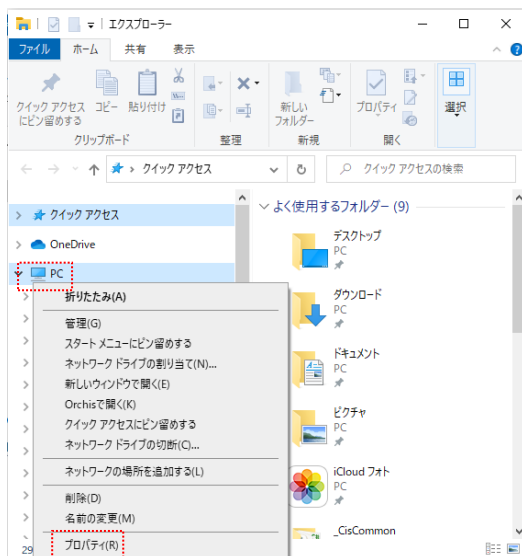 エクスプローラー
ファイル ホーム 共有 表示
クイック アクセス
にピン留めする
コピー
貼り付け
新しい
フォルダー
プロパティ
選択
クリップボード 整理 新規 開く
クイック アクセス
クイック アクセスの検索
クイック アクセス
OneDrive
PC
折りたたみ(A)
管理(G)
スタート メニューにピン留めする
ネットワーク ドライブの割り当て(N)...
新しいウィンドウで開く(E)
Orchisで開く(K)
クイック アクセスにピン留めする
ネットワーク ドライブの切断(C)...
ネットワークの場所を追加する(L)
削除(D)
名前の変更(M)
プロパティ(R)
29
よく使用するフォルダー (9)
デスクトップ
PC
ダウンロード
PC
ドキュメント
PC
ピクチャ
PC
iCloud フォト
PC
_CisCommon